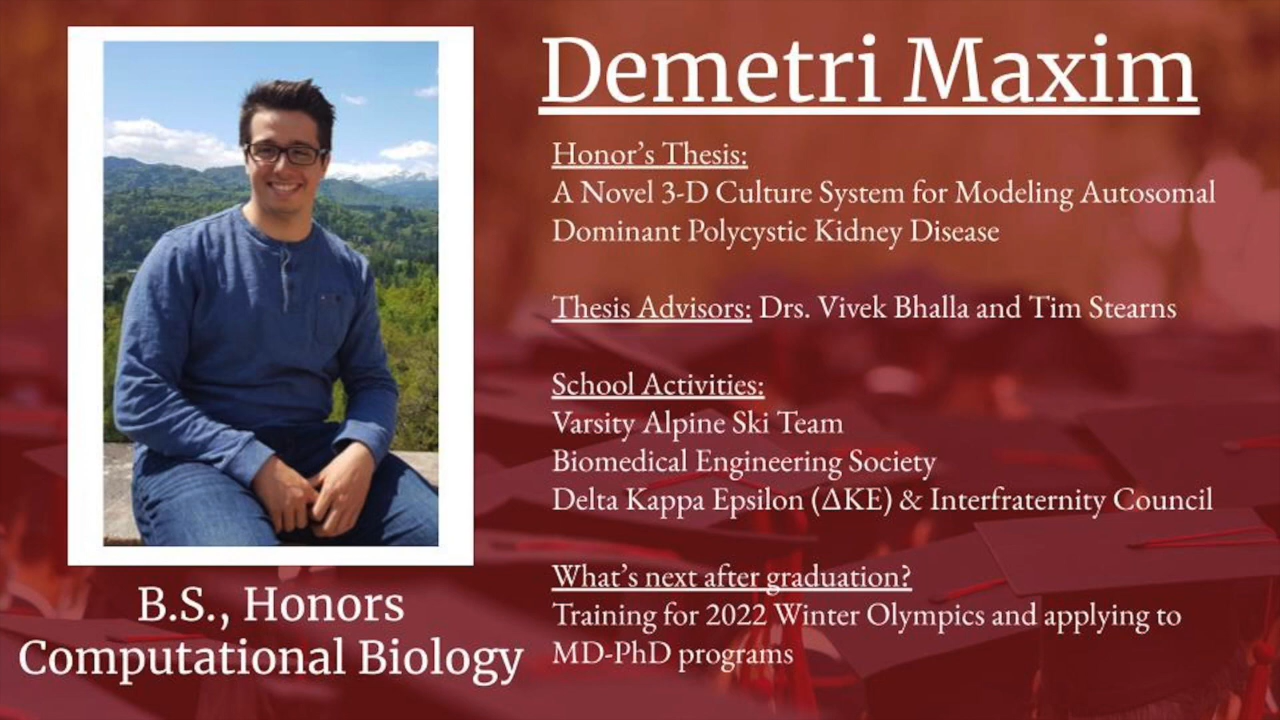 Demetri Maxim
Honor's Thesis:
A Novel 3-D Culture System for Modeling Autosomal
Dominant Polycystic Kidney Disease
Thesis Advisors: Drs. Vivek Bhalla and Tim Stearns
School Activities:
Varsity Alpine Ski Team
Biomedical Engineering Society
Delta Kappa Epsilon (ΔKE) & Interfraternity Council
What's next after graduation?
Training for 2022 Winter Olympics and applying to
MD-PhD programs
B.S., Honors
Computational Biology